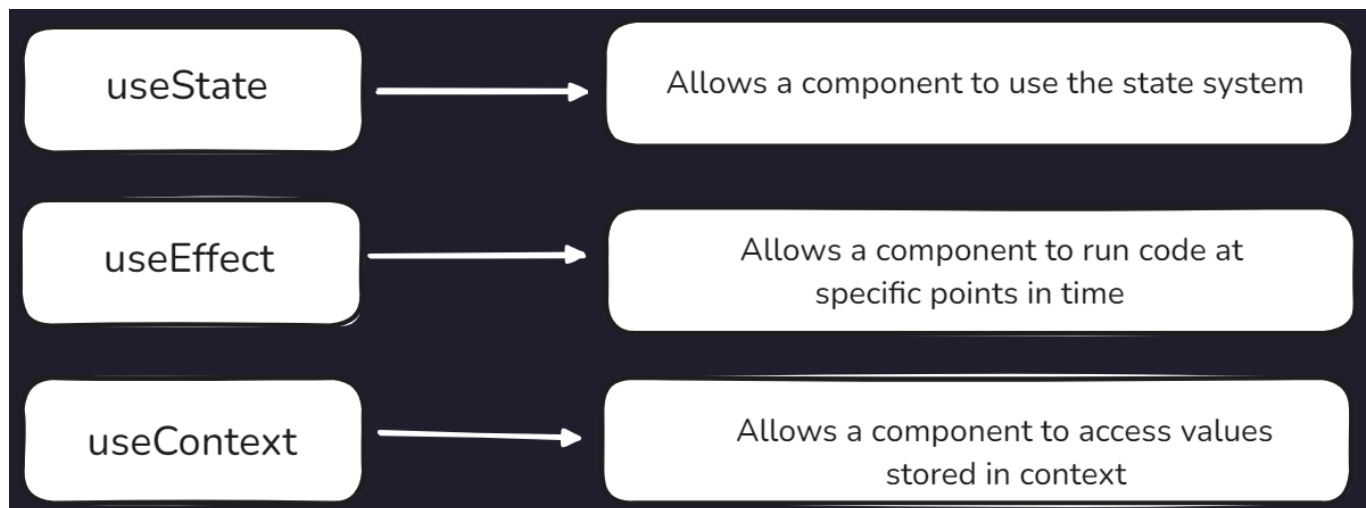 useState
Allows a component to use the state system
useEffect
Allows a component to run code at
specific points in time
useContext
Allows a component to access values
stored in context